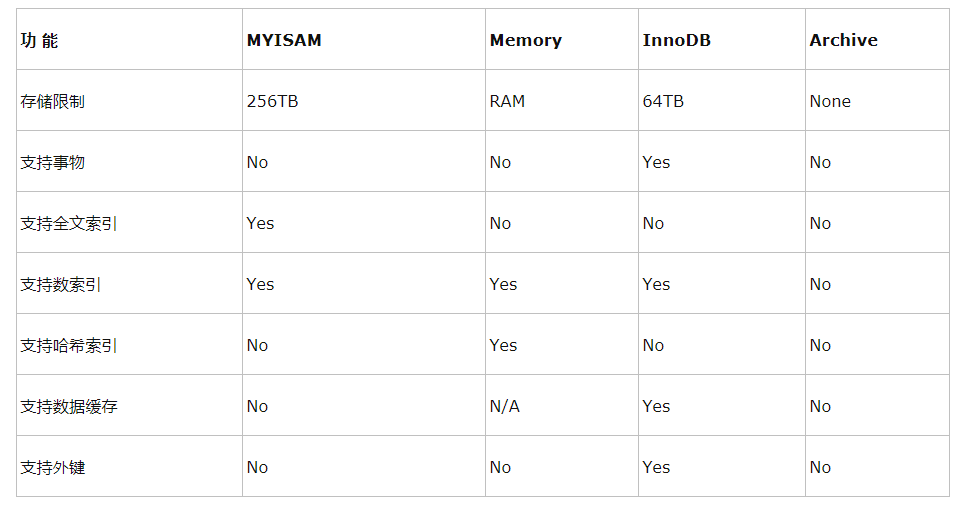 功 能 MYISAM Memory InnoDB Archive
存储限制 256TB RAM 64TB None
支持事物 No No Yes No
支持全文索引 Yes No No No
支持数索引 Yes Yes Yes No
支持哈希索引 No Yes No No
支持数据缓存 No N/A Yes No
支持外键 No No Yes No